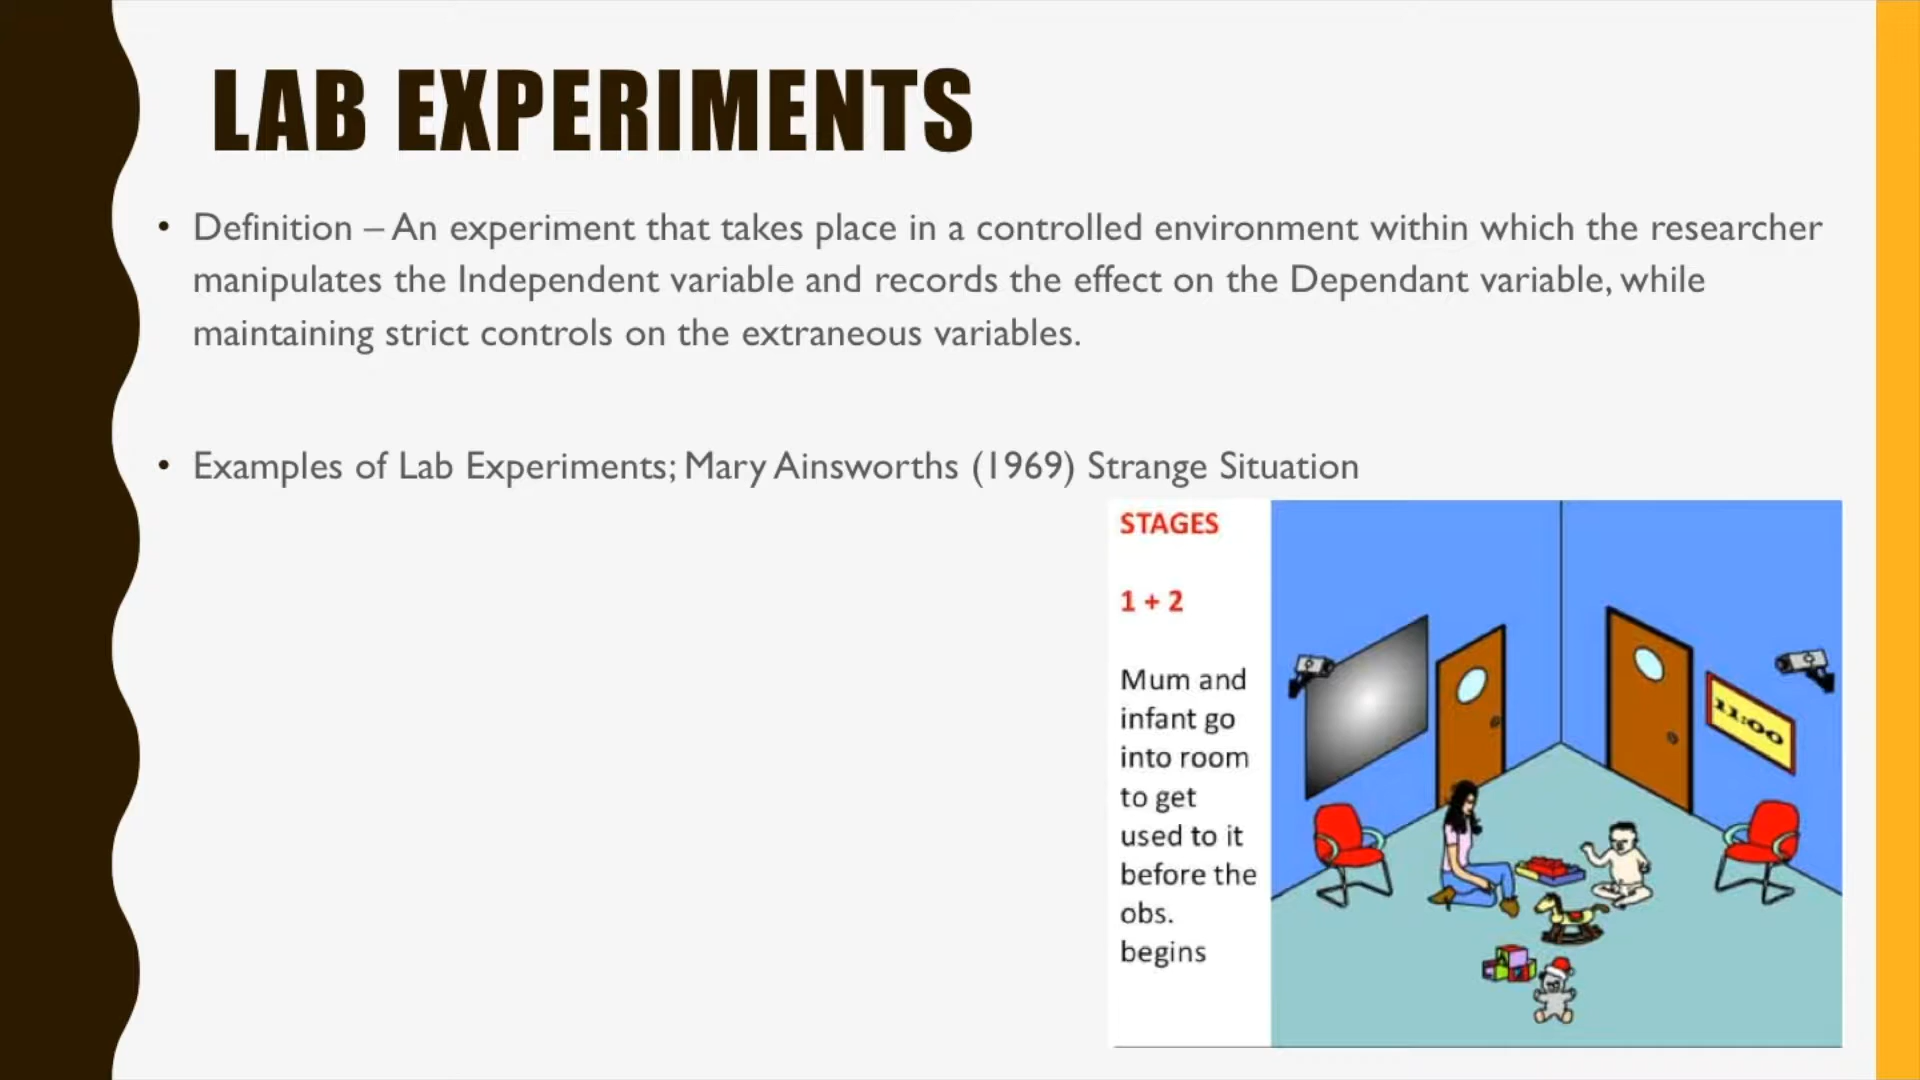 LAB EXPERIMENTS
• Definition – An experiment that takes place in a controlled environment within which the researcher
manipulates the Independent variable and records the effect on the Dependant variable, while
maintaining strict controls on the extraneous variables.
• Examples of Lab Experiments; Mary Ainsworths (1969) Strange Situation
STAGES
1 + 2
Mum and
infant go
into room
to get
used to it
before the
obs.
begins
11:00